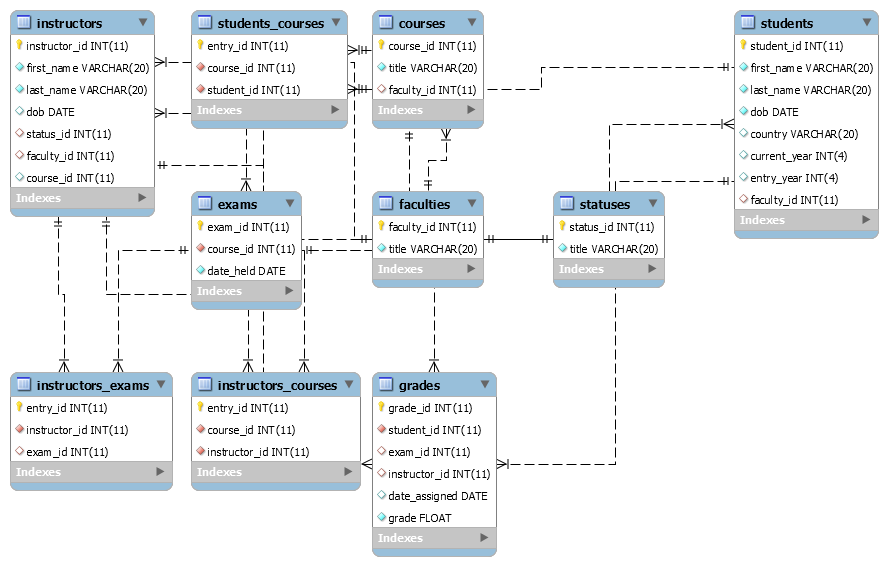 instructors
instructor_id INT(11)
first_name VARCHAR(20)
last_name VARCHAR(20)
dob DATE
status_id INT(11)
faculty_id INT(11)
course_id INT(11)
Indexes
students_courses
entry_id INT(11)
course_id INT(11)
student_id INT(11)
Indexes
courses
course_id INT(11)
title VARCHAR(20)
faculty_id INT(11)
Indexes
students
student_id INT(11)
first_name VARCHAR(20)
last_name VARCHAR(20)
dob DATE
country VARCHAR(20)
current_year INT(4)
entry_year INT(4)
faculty_id INT(11)
Indexes
exams
exam_id INT(11)
course_id INT(11)
date_held DATE
Indexes
faculties
faculty_id INT(11)
title VARCHAR(20)
Indexes
statuses
status_id INT(11)
title VARCHAR(20)
Indexes
instructors_exams
entry_id INT(11)
instructor_id INT(11)
exam_id INT(11)
Indexes
instructors_courses
entry_id INT(11)
course_id INT(11)
instructor_id INT(11)
Indexes
grades
grade_id INT(11)
student_id INT(11)
exam_id INT(11)
instructor_id INT(11)
date_assigned DATE
grade FLOAT
Indexes